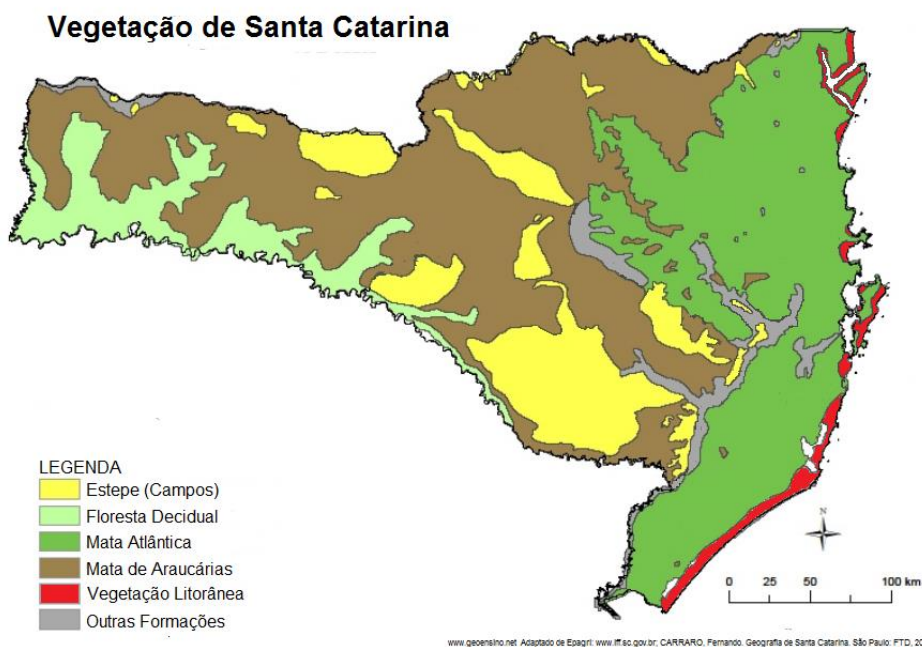 Vegetação de Santa Catarina
LEGENDA
Estepe (Campos)
Floresta Decidual
Mata Atlântica
Mata de Araucárias
Vegetação Litorânea
Outras Formações
N
0 25 50 100 km
www.geoensino.net Adaptado de Epagri: www.iff.sc.gov.br; CARRARO, Fernando. Geografia de Santa Catarina. São Paulo: FTD, 20